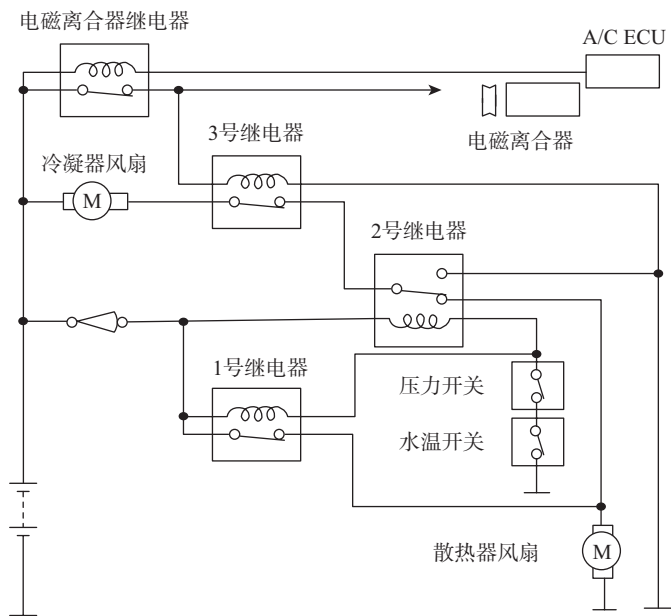 电磁离合器继电器
A/C ECU
3号继电器
电磁离合器
冷凝器风扇
M
2号继电器
1号继电器
压力开关
水温开关
散热器风扇
M